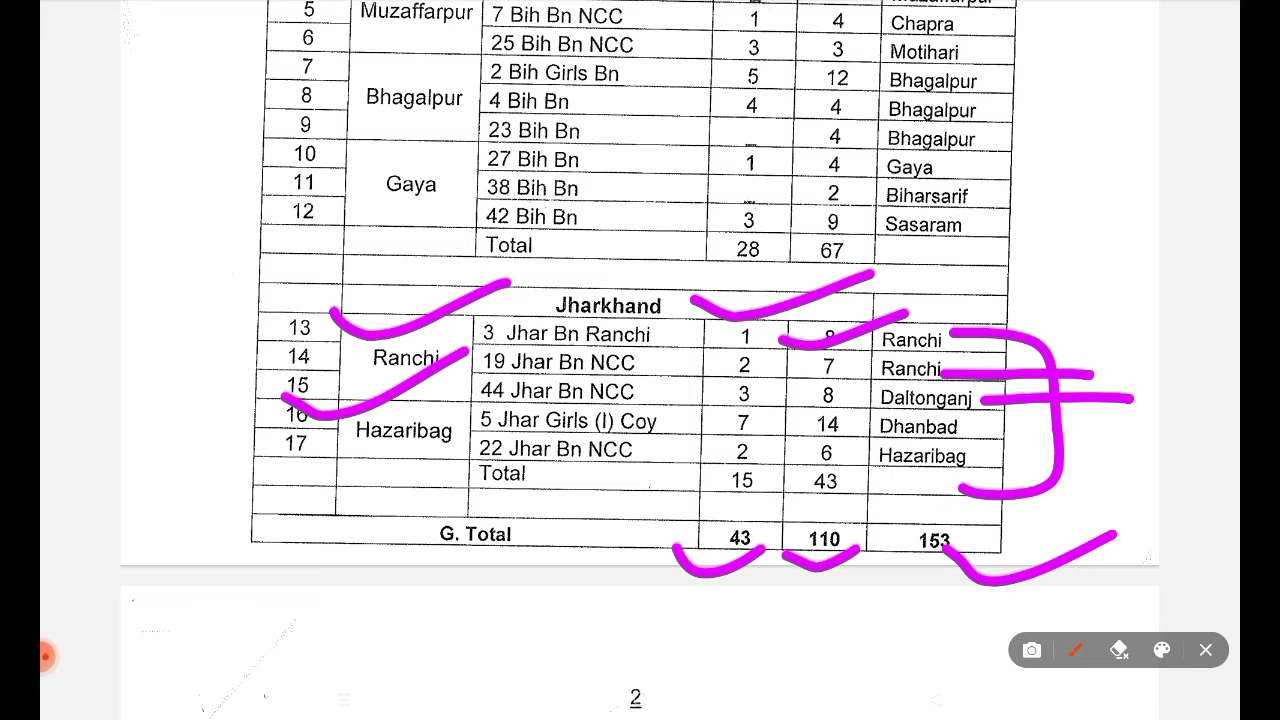 Muzaffarpur
5 Muzaffarpur 7 Bih Bn NCC 1 4 Chapra
6 25 Bih Bn NCC 3 3 Motihari
7 2 Bih Girls Bn 5 12 Bhagalpur
8 Bhagalpur 4 Bih Bn 4 4 Bhagalpur
9 23 Bih Bn 4 Bhagalpur
10 27 Bih Bn 1 4 Gaya
11 Gaya 38 Bih Bn 2 Biharsarif
12 42 Bih Bn 3 9 Sasaram
Total 28 67
Jharkhand
13 3 Jhar Bn Ranchi 1 8 Ranchi
14 Ranchi 19 Jhar Bn NCC 2 7 Ranchi
15 44 Jhar Bn NCC 3 8 Daltonganj
16 5 Jhar Girls (I) Coy 7 14 Dhanbad
17 Hazaribag 22 Jhar Bn NCC 2 6 Hazaribag
Total 15 43
G. Total 43 110 153
2